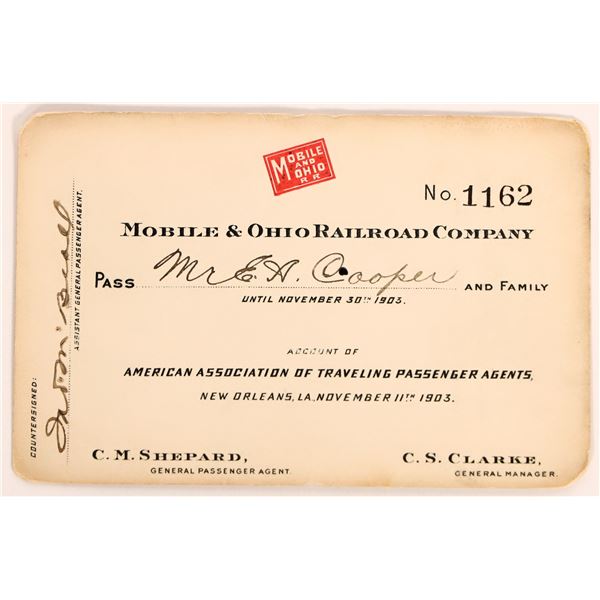 MOBILE
AND
OHIO
R R
No. 1162
MOBILE & OHIO RAILROAD COMPANY
PASS Mr E. H. Cooper AND FAMILY
UNTIL NOVEMBER 30TH 1903.
ACCOUNT OF
AMERICAN ASSOCIATION OF TRAVELING PASSENGER AGENTS,
NEW ORLEANS, LA, NOVEMBER 11TH 1903.
C. M. SHEPARD,
GENERAL PASSENGER AGENT.
C. S. CLARKE,
GENERAL MANAGER.
COUNTERSIGNED:
ASSISTANT GENERAL PASSENGER AGENT.